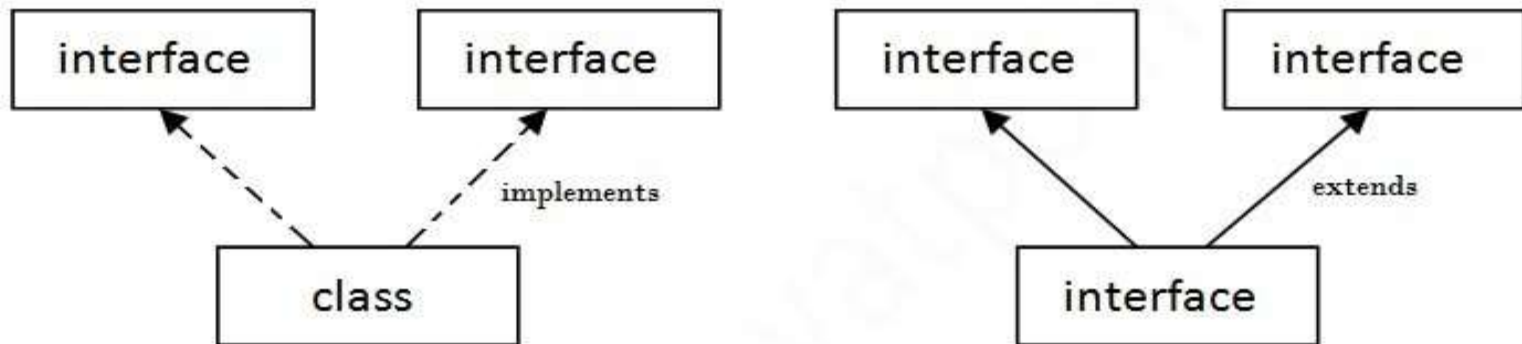 interface interface interface interface
implements extends
class interface